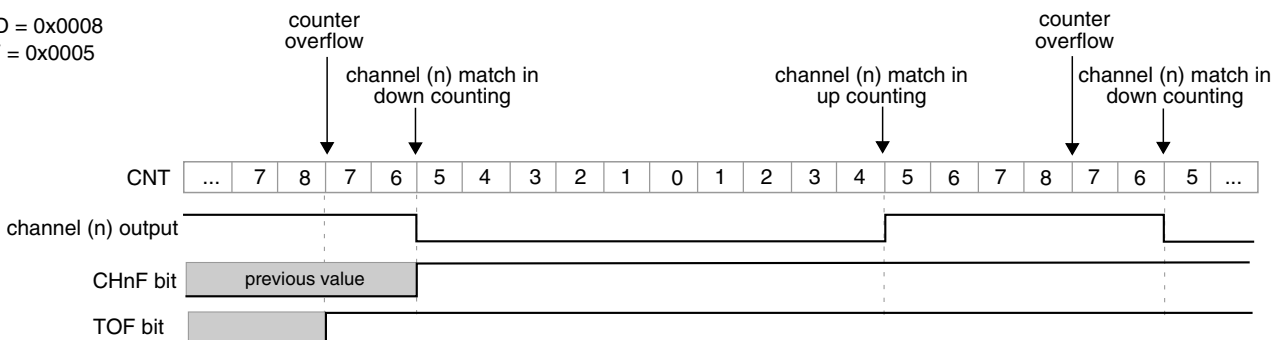 D = 0x0008
= 0x0005
counter
overflow
channel (n) match in
down counting
channel (n) match in
up counting
counter
overflow
channel (n) match in
down counting
CNT ... 7 8 7 6 5 4 3 2 1 0 1 2 3 4 5 6 7 8 7 6 5 ...
channel (n) output
CHnF bit previous value
TOF bit